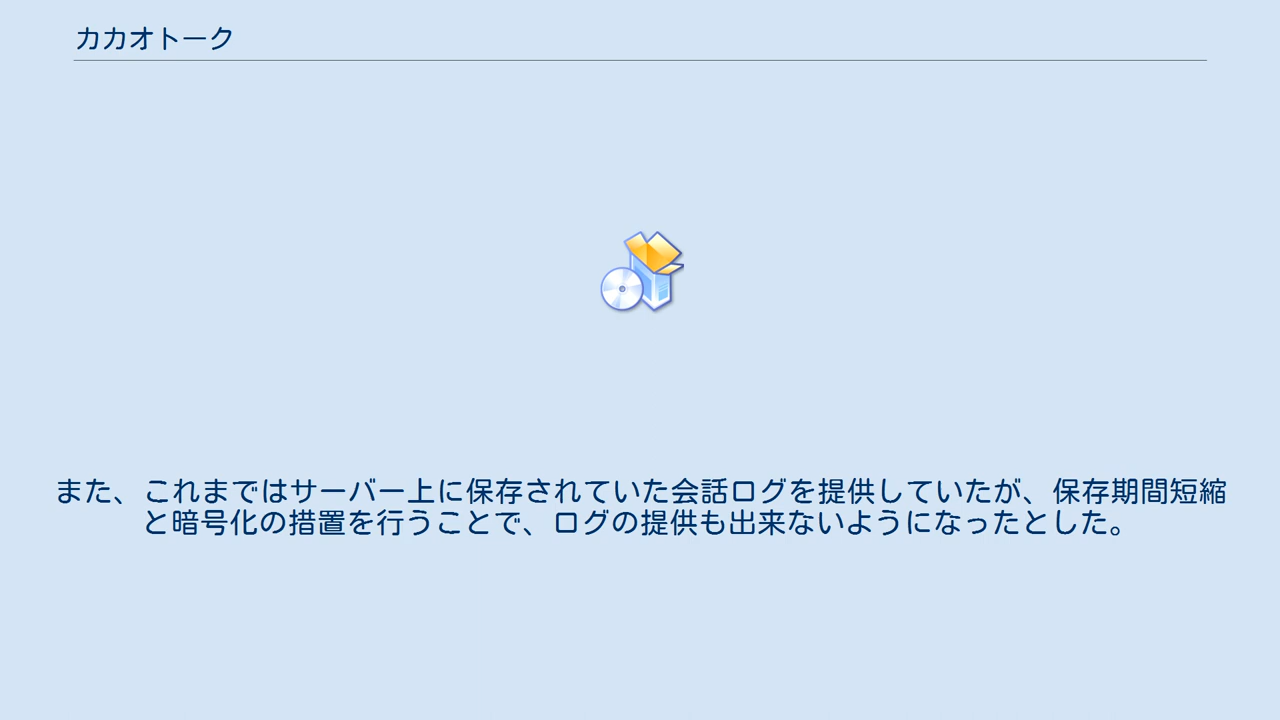 カカオトーク
また、これまではサーバー上に保存されていた会話ログを提供していたが、保存期間短縮
と暗号化の措置を行うことで、ログの提供も出来ないようになったとした。